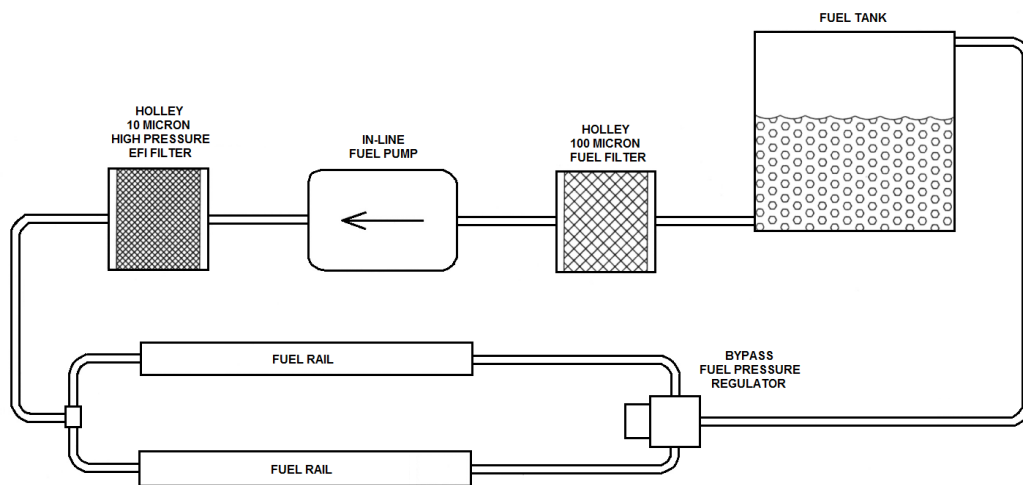 FUEL TANK
HOLLEY
10 MICRON
HIGH PRESSURE
EFI FILTER
IN-LINE
FUEL PUMP
HOLLEY
100 MICRON
FUEL FILTER
FUEL RAIL
BYPASS
FUEL PRESSURE
REGULATOR
FUEL RAIL